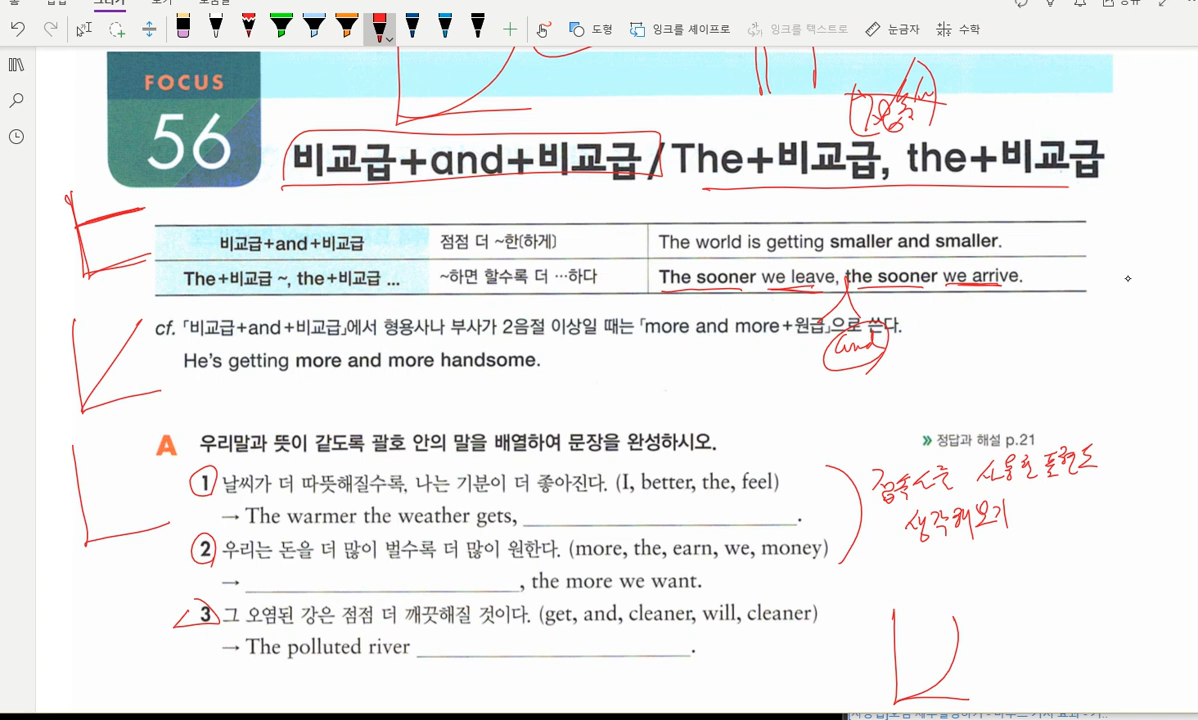 도형
잉크를 셰이프로
잉크를 텍스트로
눈금자
수학
FOCUS
56
비교급+and+비교급 / The+비교급, the+비교급
비교급+and+비교급 점점 더 ~한(하게) The world is getting smaller and smaller.
The+비교급 ~, the+비교급 ... ~하면 할수록 더 …하다 The sooner we leave, the sooner we arrive.
cf. 「비교급+and+비교급」에서 형용사나 부사가 2음절 이상일 때는 「more and more+원급」으로 쓴다.
and
He's getting more and more handsome.
A 우리말과 뜻이 같도록 괄호 안의 말을 배열하여 문장을 완성하시오.
» 정답과 해설 p.21
접속사를 사용한 표현도
생각해보기
1 날씨가 더 따뜻해질수록, 나는 기분이 더 좋아진다. (I, better, the, feel)
→ The warmer the weather gets, ______.
2 우리는 돈을 더 많이 벌수록 더 많이 원한다. (more, the, earn, we, money)
→ ______, the more we want.
3 그 오염된 강은 점점 더 깨끗해질 것이다. (get, and, cleaner, will, cleaner)
→ The polluted river ______.